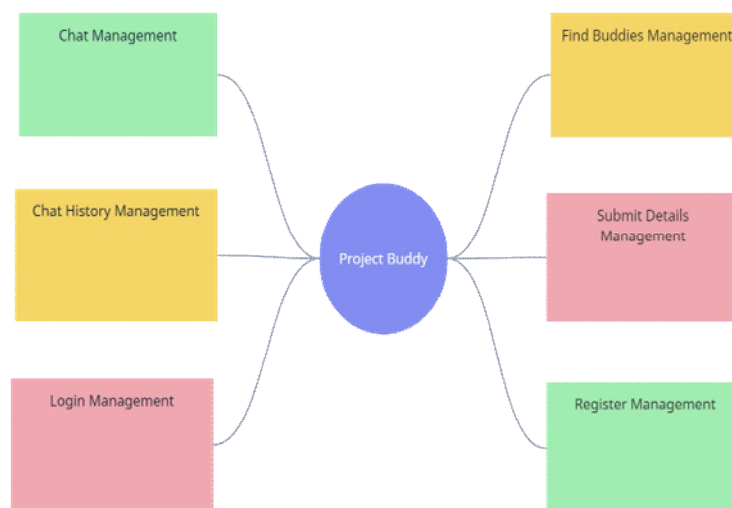 Chat Management
Find Buddies Management
Chat History Management
Submit Details
Management
Project Buddy
Login Management
Register Management